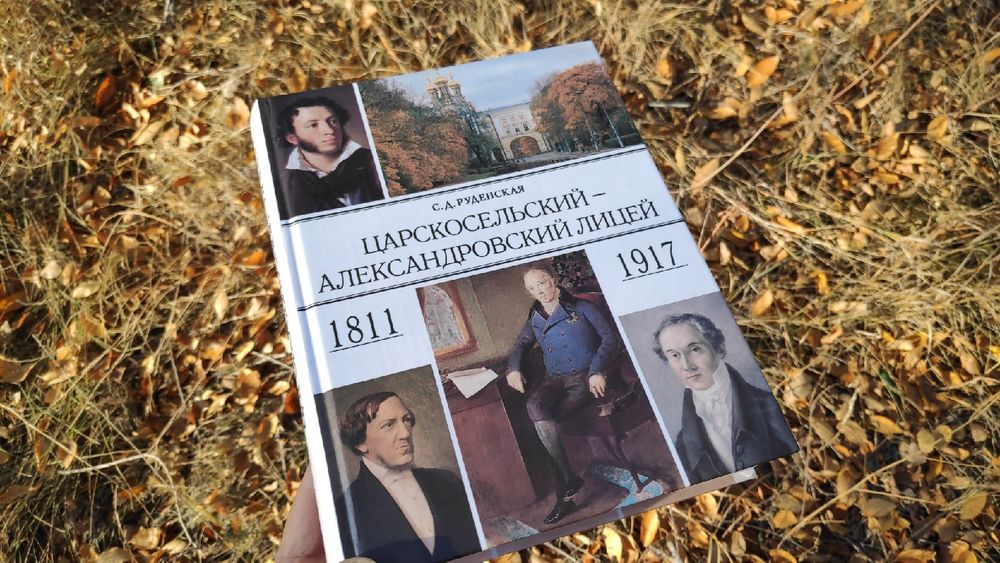 С.Д.РУДЕНСКАЯ
ЦАРСКОСЕЛЬСКИЙ –
АЛЕКСАНДРОВСКИЙ ЛИЦЕЙ
1811
1917